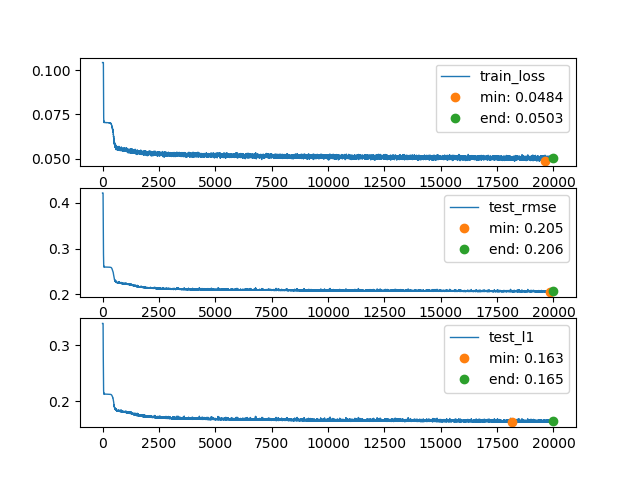 0.100
0.075
0.050
train_loss
min: 0.0484
end: 0.0503
0 2500 5000 7500 10000 12500 15000 17500 20000
0.4
0.3
0.2
test_rmse
min: 0.205
end: 0.206
0 2500 5000 7500 10000 12500 15000 17500 20000
0.3
0.2
test_l1
min: 0.163
end: 0.165
0 2500 5000 7500 10000 12500 15000 17500 20000